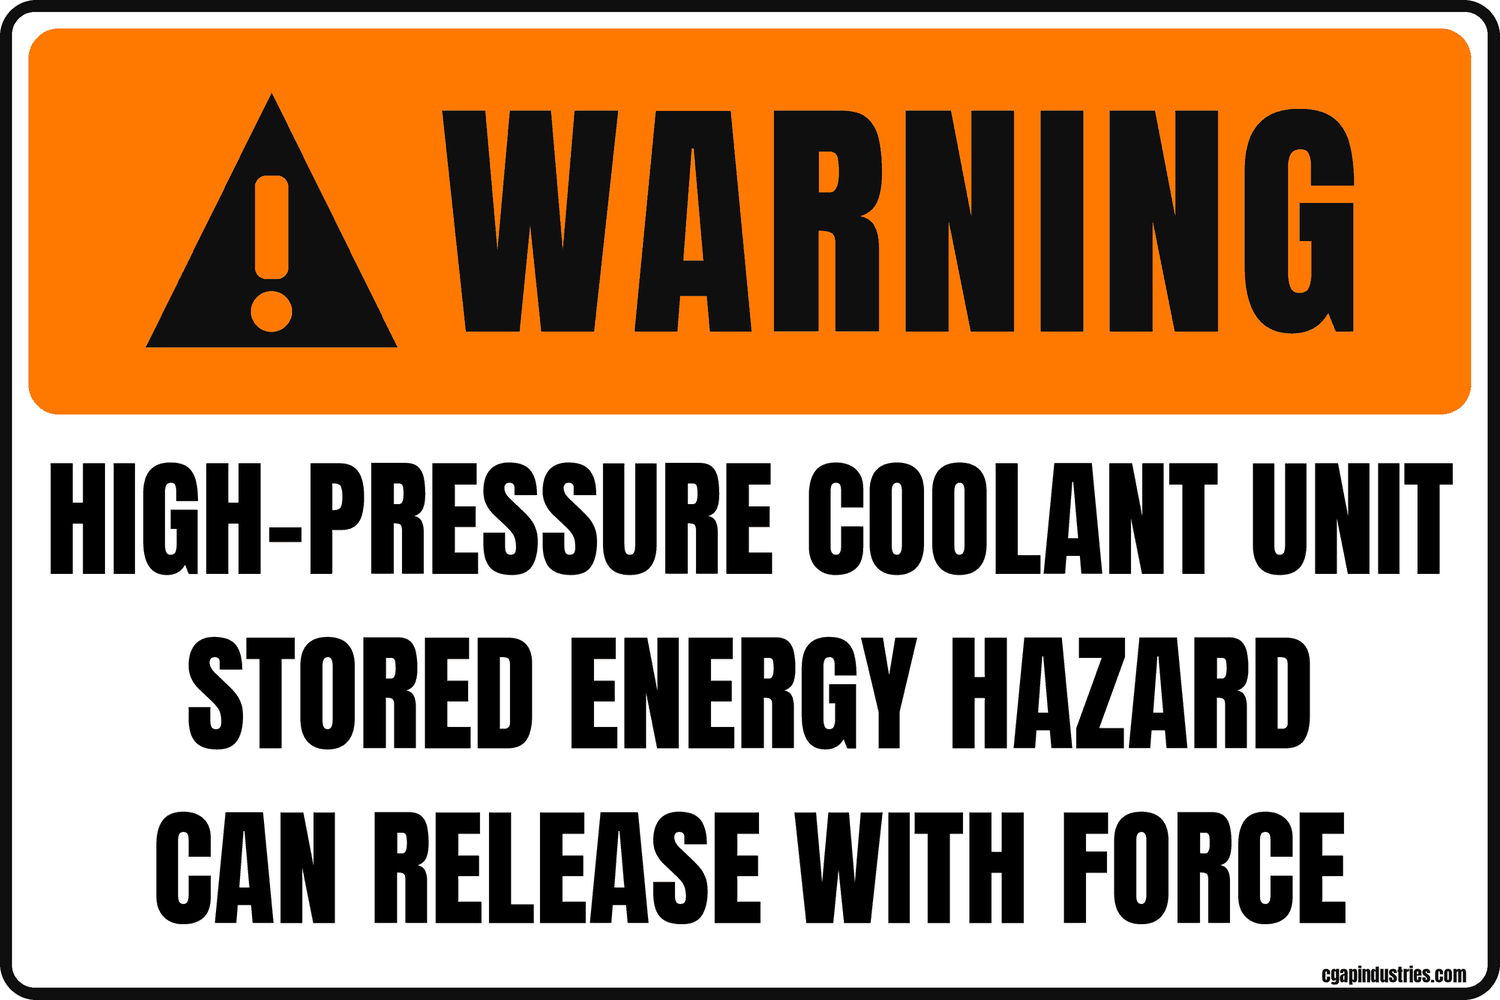 WARNING
HIGH-PRESSURE COOLANT UNIT
STORED ENERGY HAZARD
CAN RELEASE WITH FORCE
cgapindustries.com